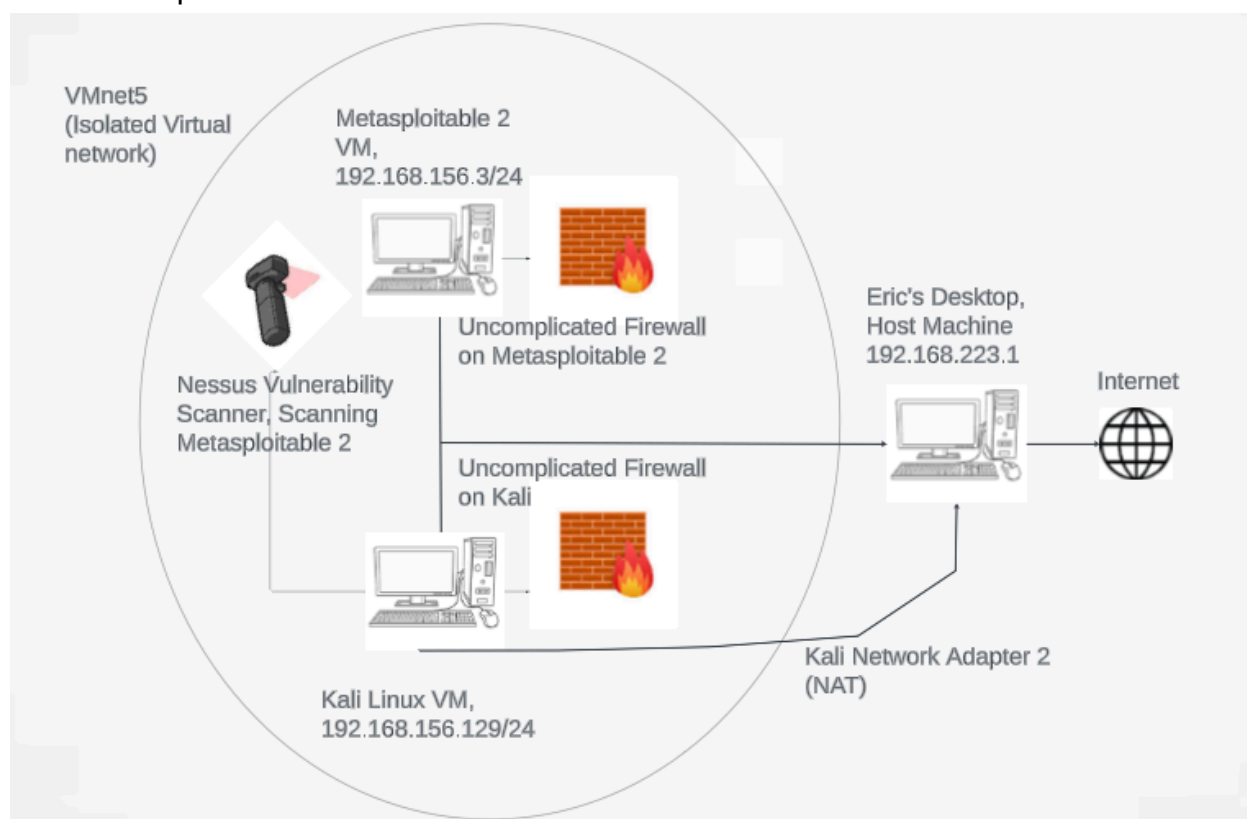 VMnet5
(Isolated Virtual
network)
Metasploitable 2
VM,
192.168.156.3/24
Uncomplicated Firewall
on Metasploitable 2
Nessus Vulnerability
Scanner, Scanning
Metasploitable 2
Uncomplicated Firewall
on Kali
Kali Linux VM,
192.168.156.129/24
Eric's Desktop,
Host Machine
192.168.223.1
Internet
Kali Network Adapter 2
(NAT)